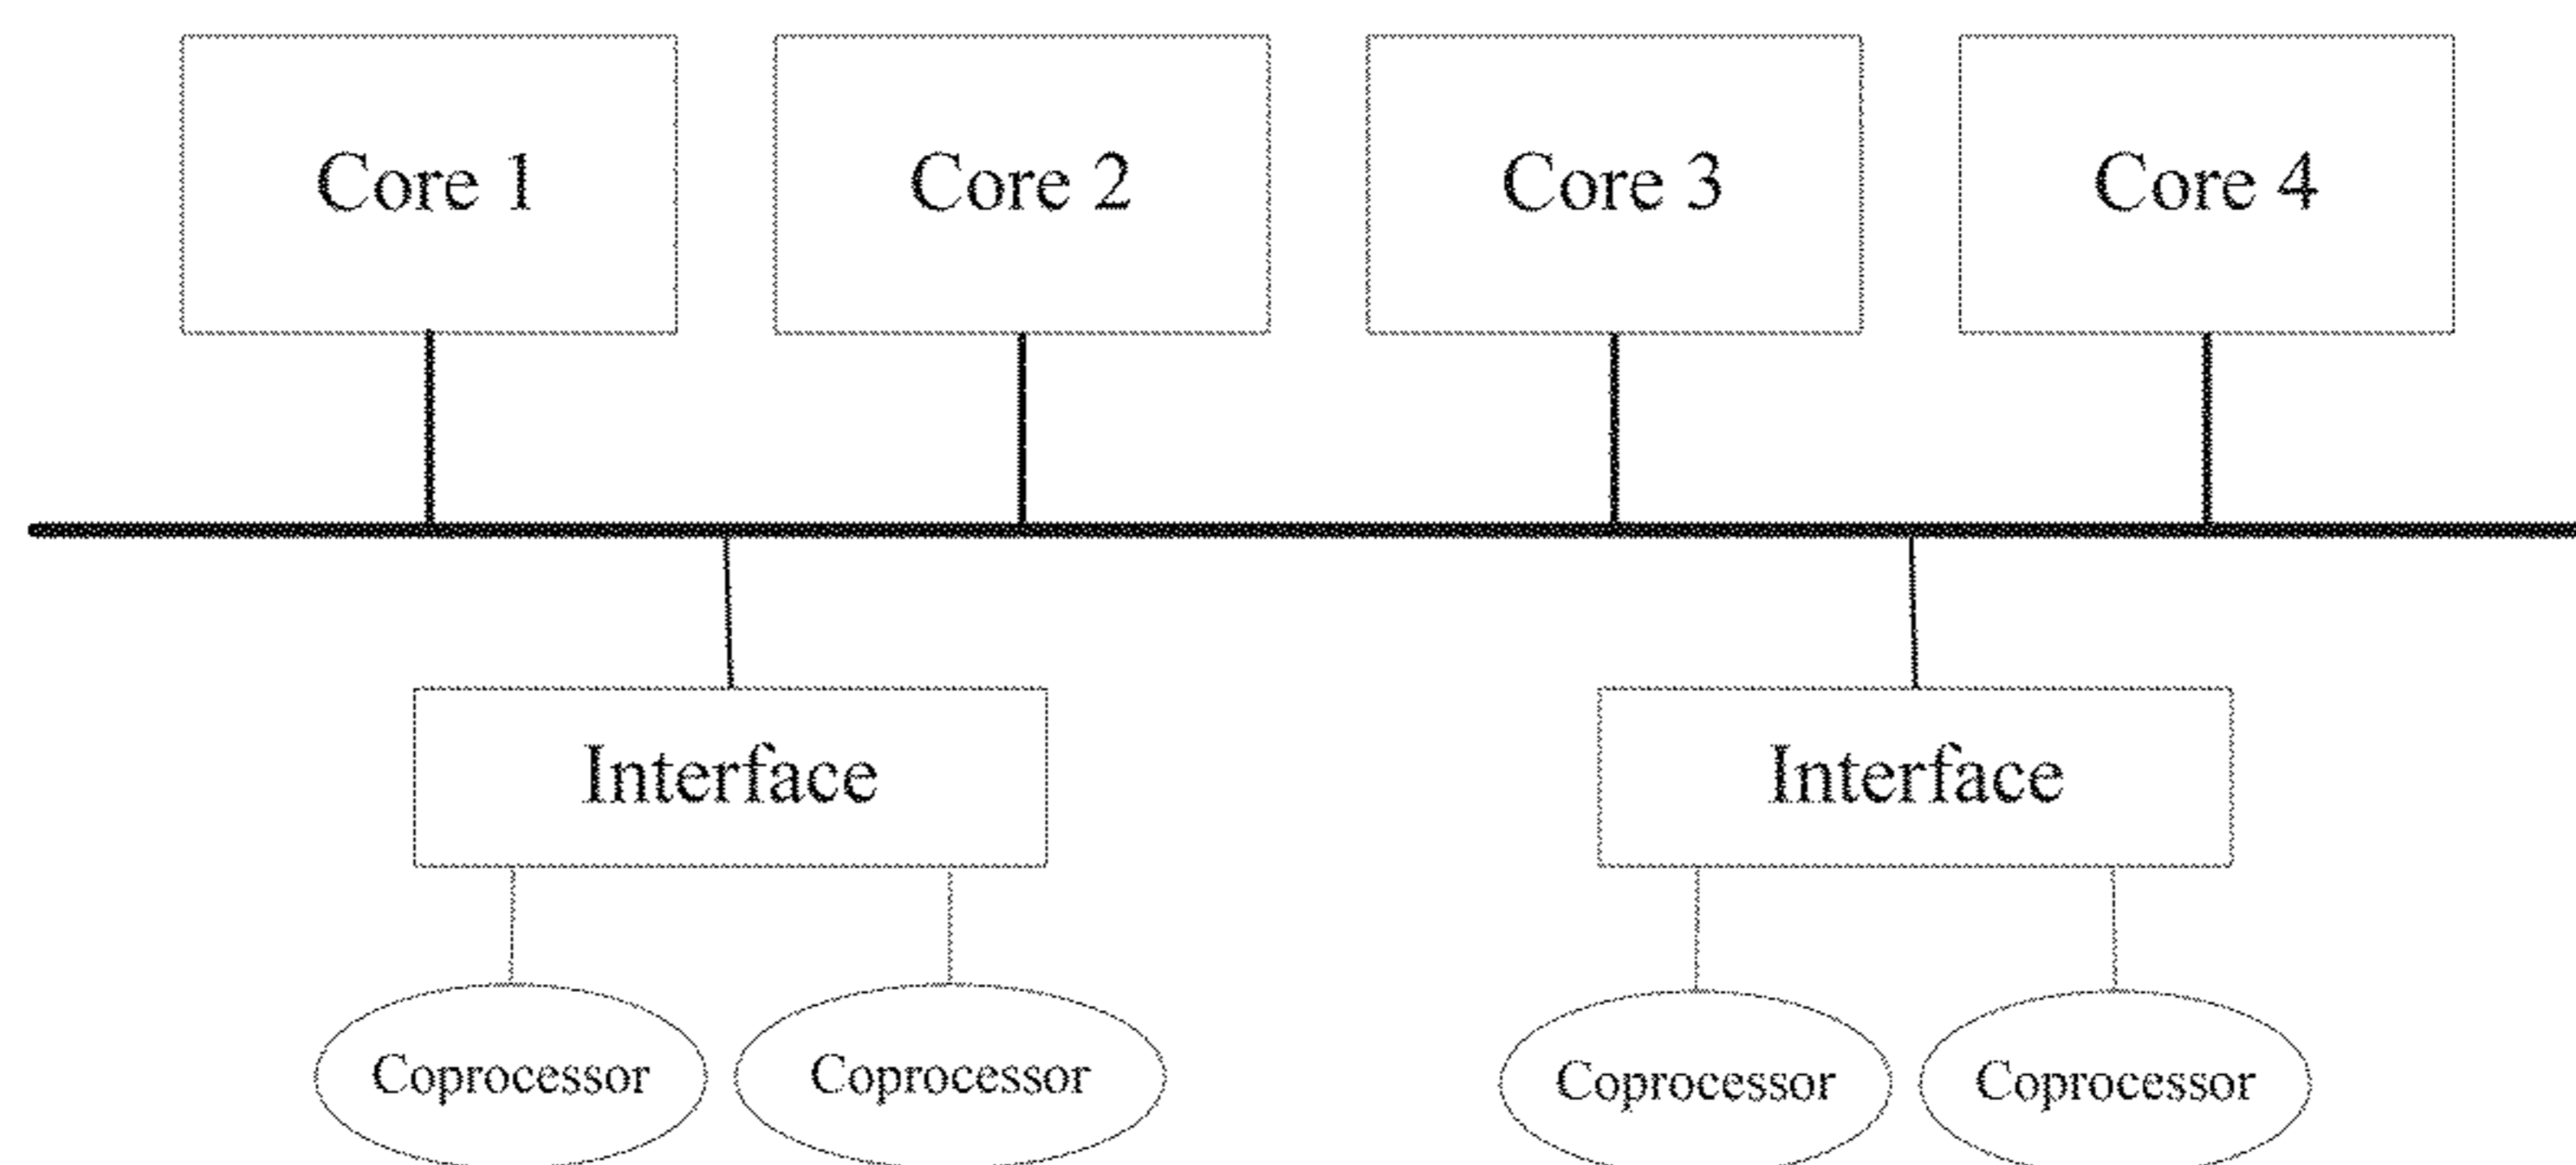 Core 1
Core 2
Core 3
Core 4
Interface
Interface
Coprocessor
Coprocessor
Coprocessor
Coprocessor